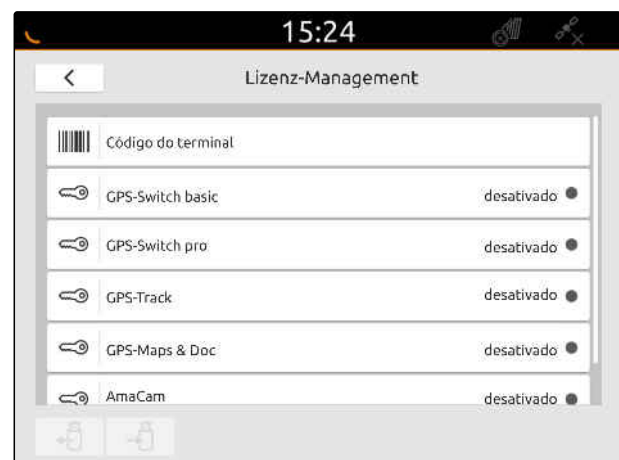 15:24
Lizenz-Management
Código do terminal
GPS-Switch basic desativado
GPS-Switch pro desativado
GPS-Track desativado
GPS-Maps & Doc desativado
AmaCam desativado